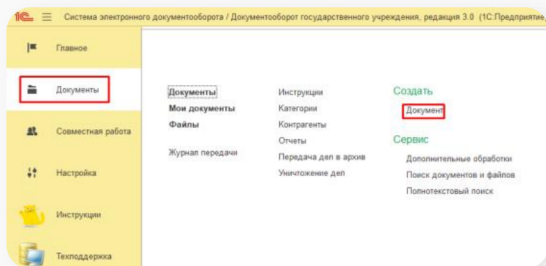 1С Система электронного документооборота / Документооборот государственного учреждения, редакция 3.0 (1С:Предприятие,
Главное
Документы
Совместная работа
Настройка
Инструкции
Техподдержка
Документы
Мои документы
Файлы
Журнал передачи
Инструкции
Категории
Контрагенты
Отчеты
Передача дел в архив
Уничтожение дел
Создать
Документ
Сервис
Дополнительные обработки
Поиск документов и файлов
Полнотекстовый поиск